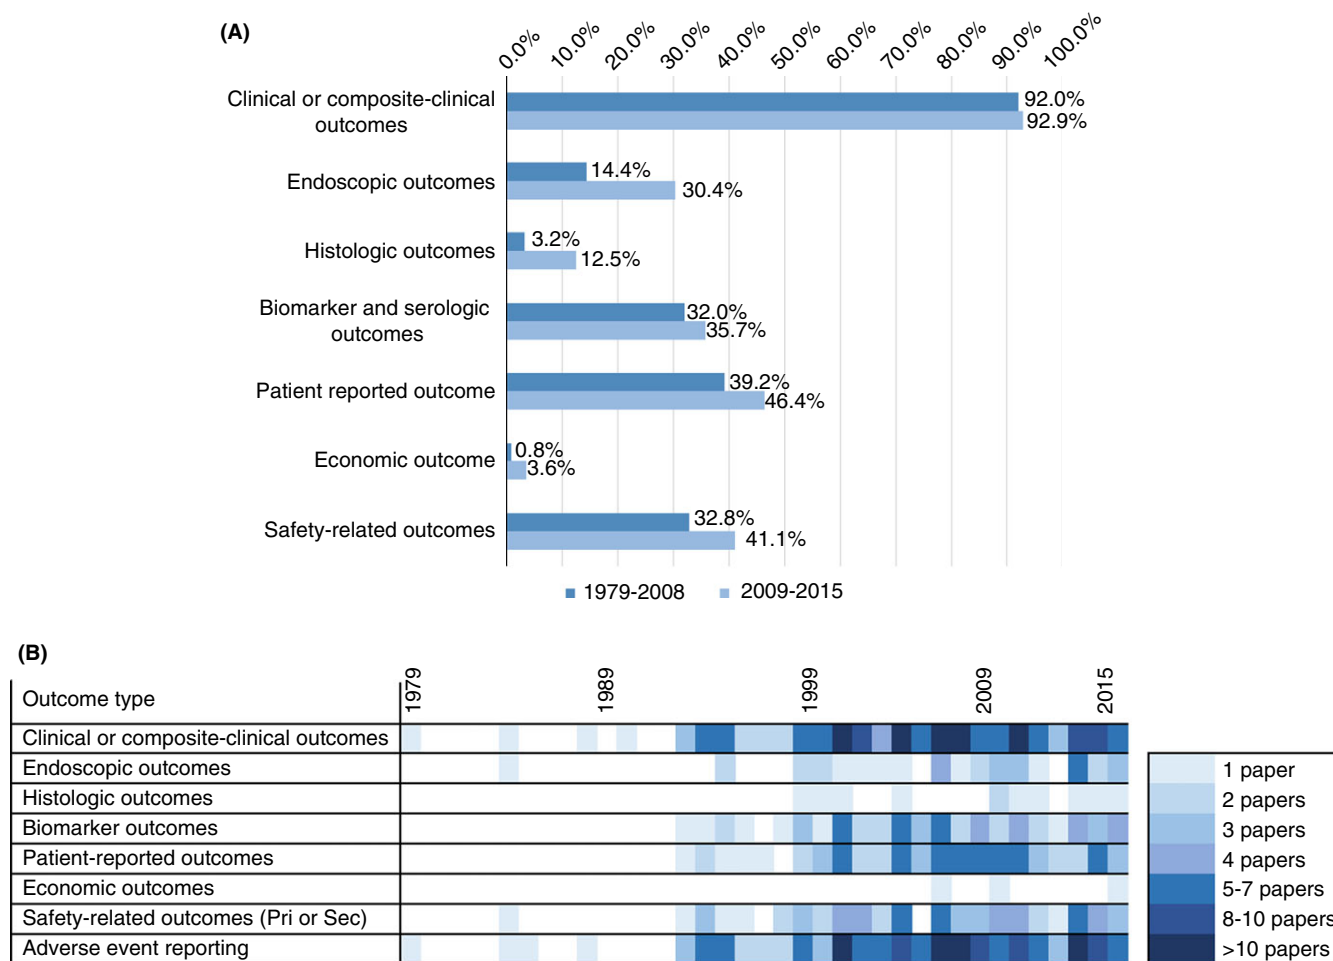 (A)
0.0% 10.0% 20.0% 30.0% 40.0% 50.0% 60.0% 70.0% 80.0% 90.0% 100.0%
Clinical or composite-clinical
outcomes
92.0%
92.9%
Endoscopic outcomes
14.4%
30.4%
Histologic outcomes
3.2%
12.5%
Biomarker and serologic
outcomes
32.0%
35.7%
Patient reported outcome
39.2%
46.4%
Economic outcome
0.8%
3.6%
Safety-related outcomes
32.8%
41.1%
1979-2008 2009-2015
(B)
Outcome type 1979 1989 1999 2009 2015
Clinical or composite-clinical outcomes
Endoscopic outcomes
Histologic outcomes
Biomarker outcomes
Patient-reported outcomes
Economic outcomes
Safety-related outcomes (Pri or Sec)
Adverse event reporting
1 paper
2 papers
3 papers
4 papers
5-7 papers
8-10 papers
>10 papers